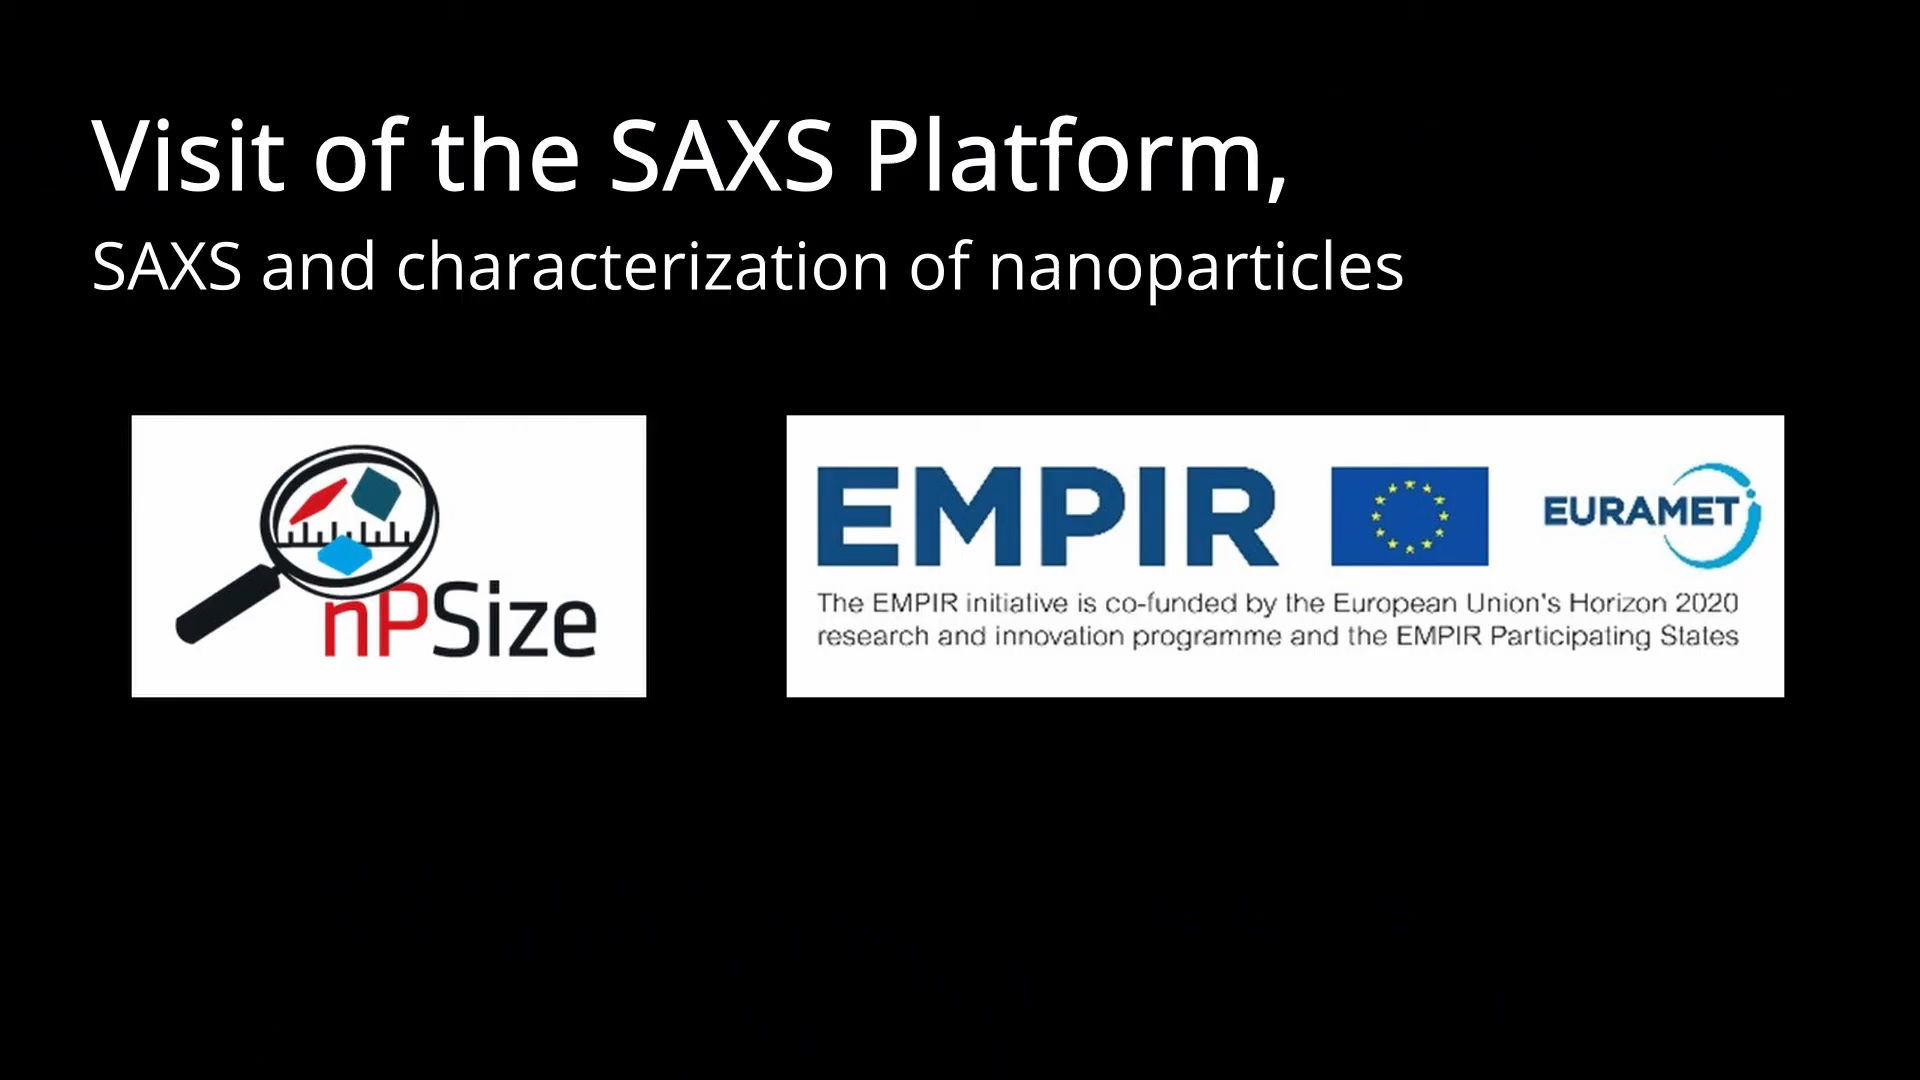 Visit of the SAXS Platform,
SAXS and characterization of nanoparticles
nPSize
EMPIR
EURAMET
The EMPIR initiative is co-funded by the European Union's Horizon 2020
research and innovation programme and the EMPIR Participating States